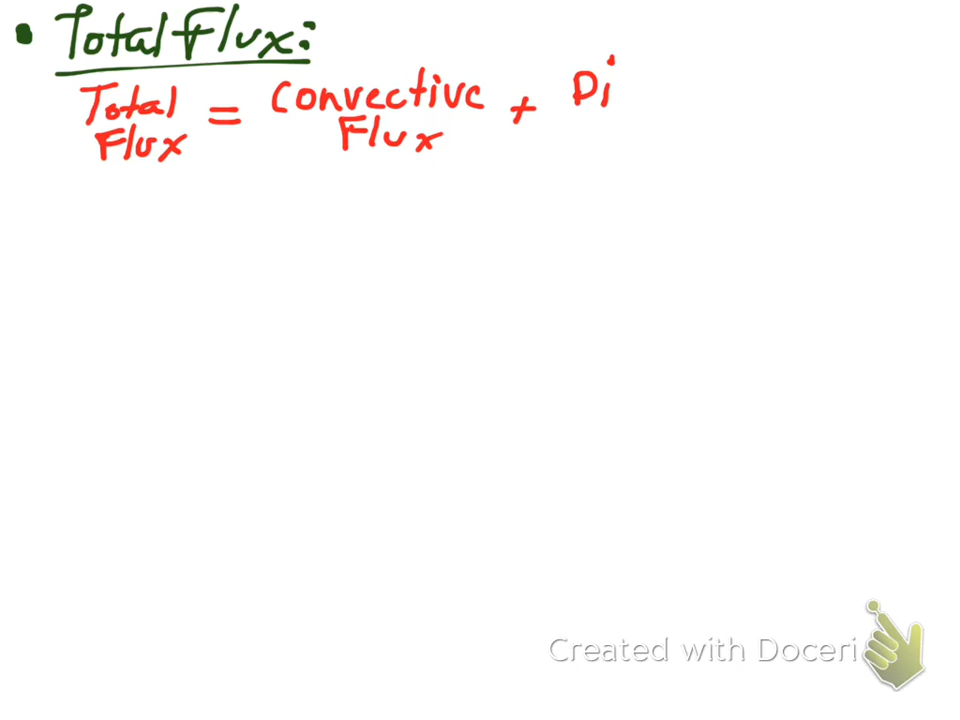 • Total Flux:
Total Flux = Convective Flux + Di
Created with Doceri